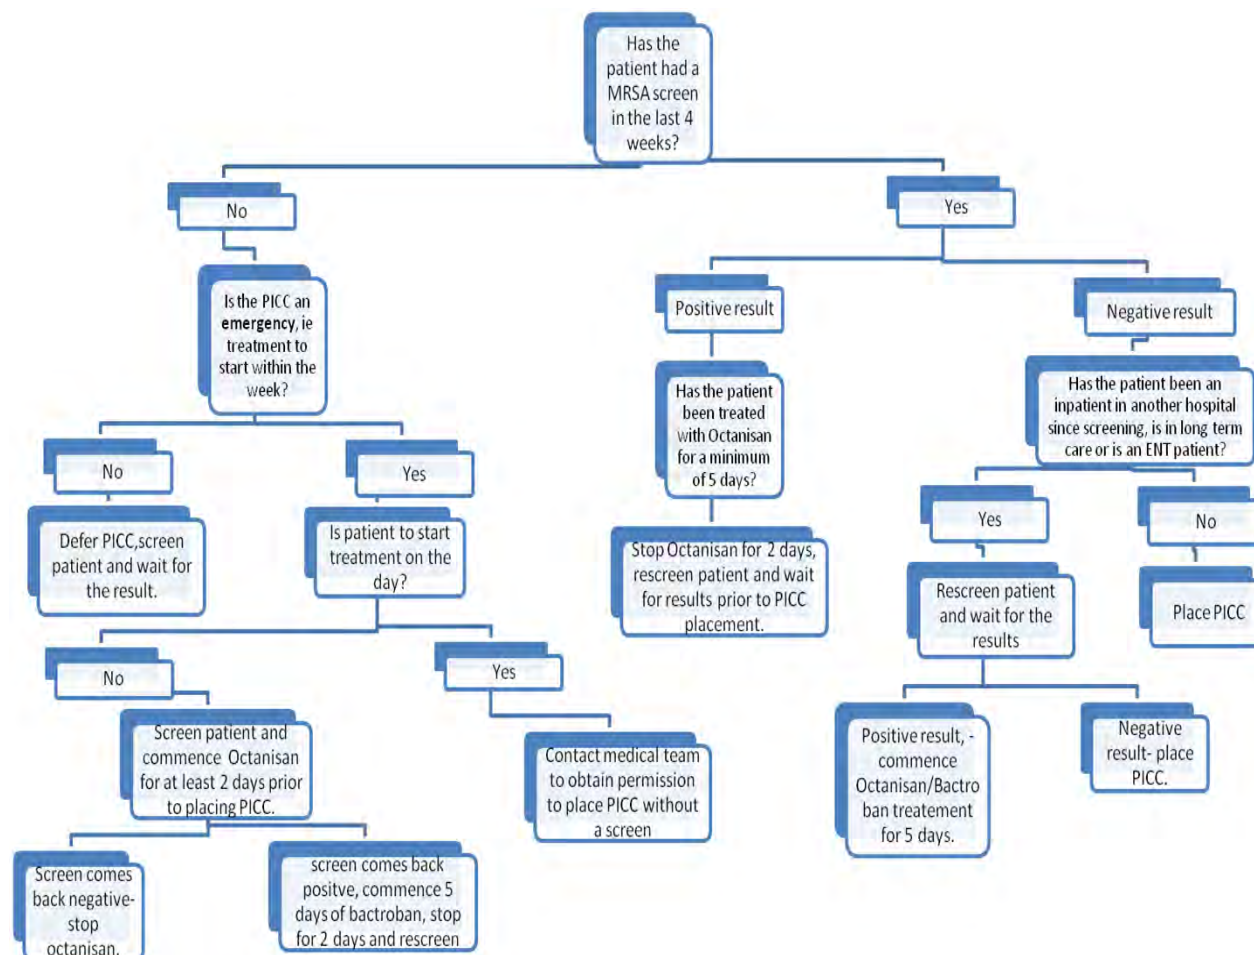 Has the
patient had a
MRSA screen
in the last 4
weeks?
No
Yes
Is the PICC an
emergency, ie
treatment to
start within the
week?
Positive result
Negative result
Has the patient
been treated
with Octanisan
for a minimum
of 5 days?
Has the patient been an
inpatient in another hospital
since screening, is in long term
care or is an ENT patient?
No
Yes
Yes
No
Defer PICC,screen
patient and wait for
the result.
Is patient to start
treatment on the
day?
Stop Octanisan for 2 days,
rescreen patient and wait
for results prior to PICC
placement.
Rescreen patient
and wait for the
results
Place PICC
No
Yes
Screen patient and
commence Octanisan
for at least 2 days prior
to placing PICC.
Contact medical team
to obtain permission
to place PICC without
a screen
Positive result, -
commence
Octanisan/Bactro
ban treatement
for 5 days.
Negative
result- place
PICC.
Screen comes
back negative-
stop
octanisan.
screen comes back
positve, commence 5
days of bactroban, stop
for 2 days and rescreen